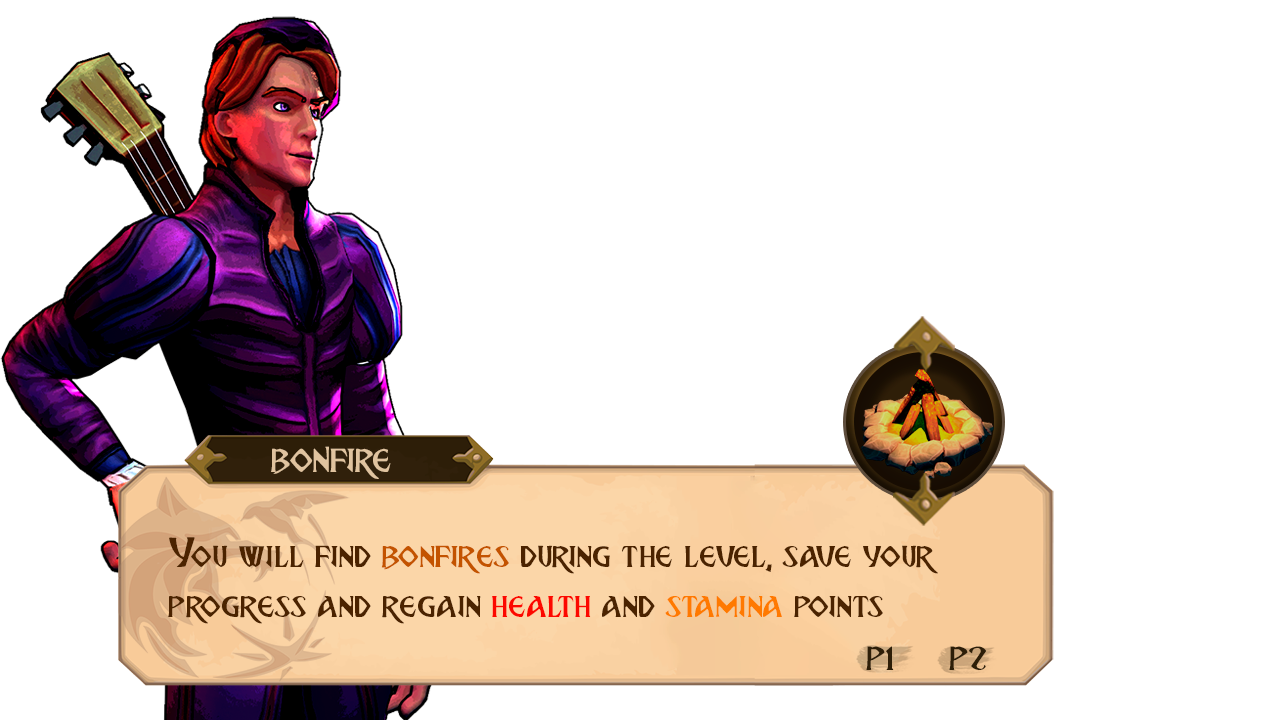 BONFIRE
You will find bonfires during the level, save your
progress and regain health and stamina points
P1 P2